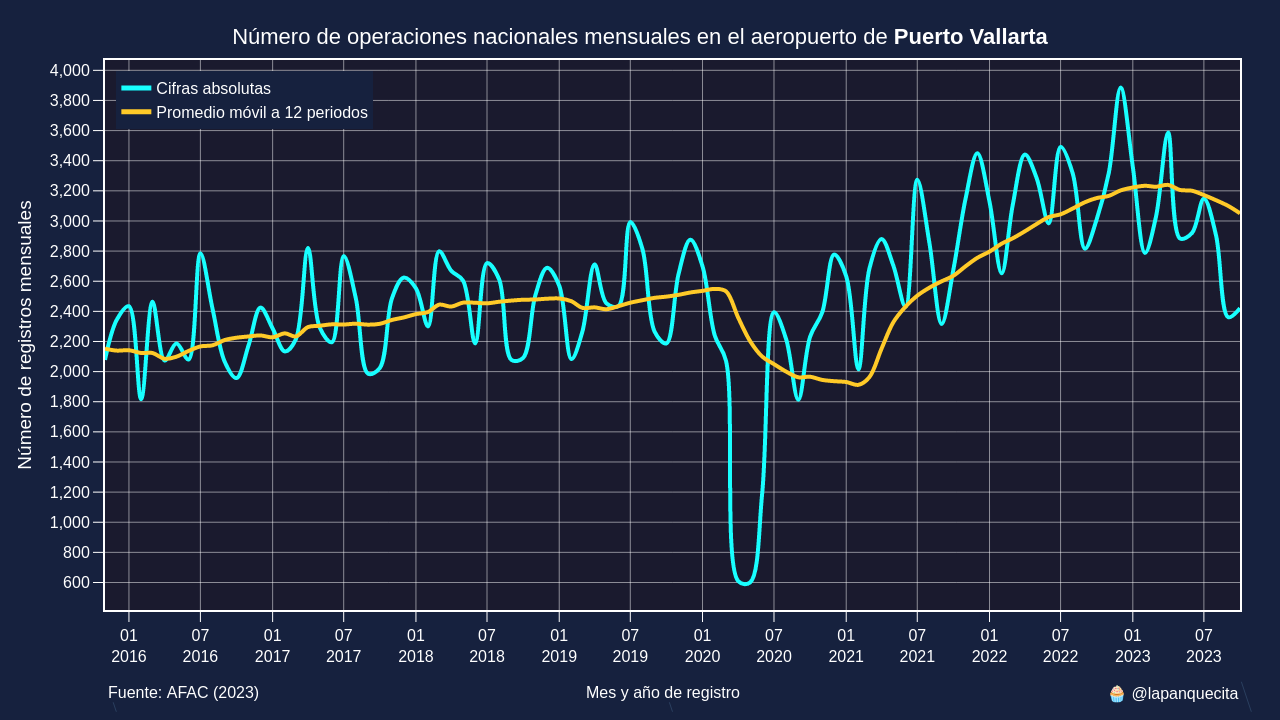 Número de operaciones nacionales mensuales en el aeropuerto de Puerto Vallarta
Cifras absolutas
Promedio móvil a 12 periodos
Número de registros mensuales
4,000
3,800
3,600
3,400
3,200
3,000
2,800
2,600
2,400
2,200
2,000
1,800
1,600
1,400
1,200
1,000
800
600
01 07 01 07 01 07 01 07 01 07 01 07 01 07 01 07
2016 2016 2017 2017 2018 2018 2019 2019 2020 2020 2021 2021 2022 2022 2023 2023
Fuente: AFAC (2023) Mes y año de registro 🧁 @lapanquecita